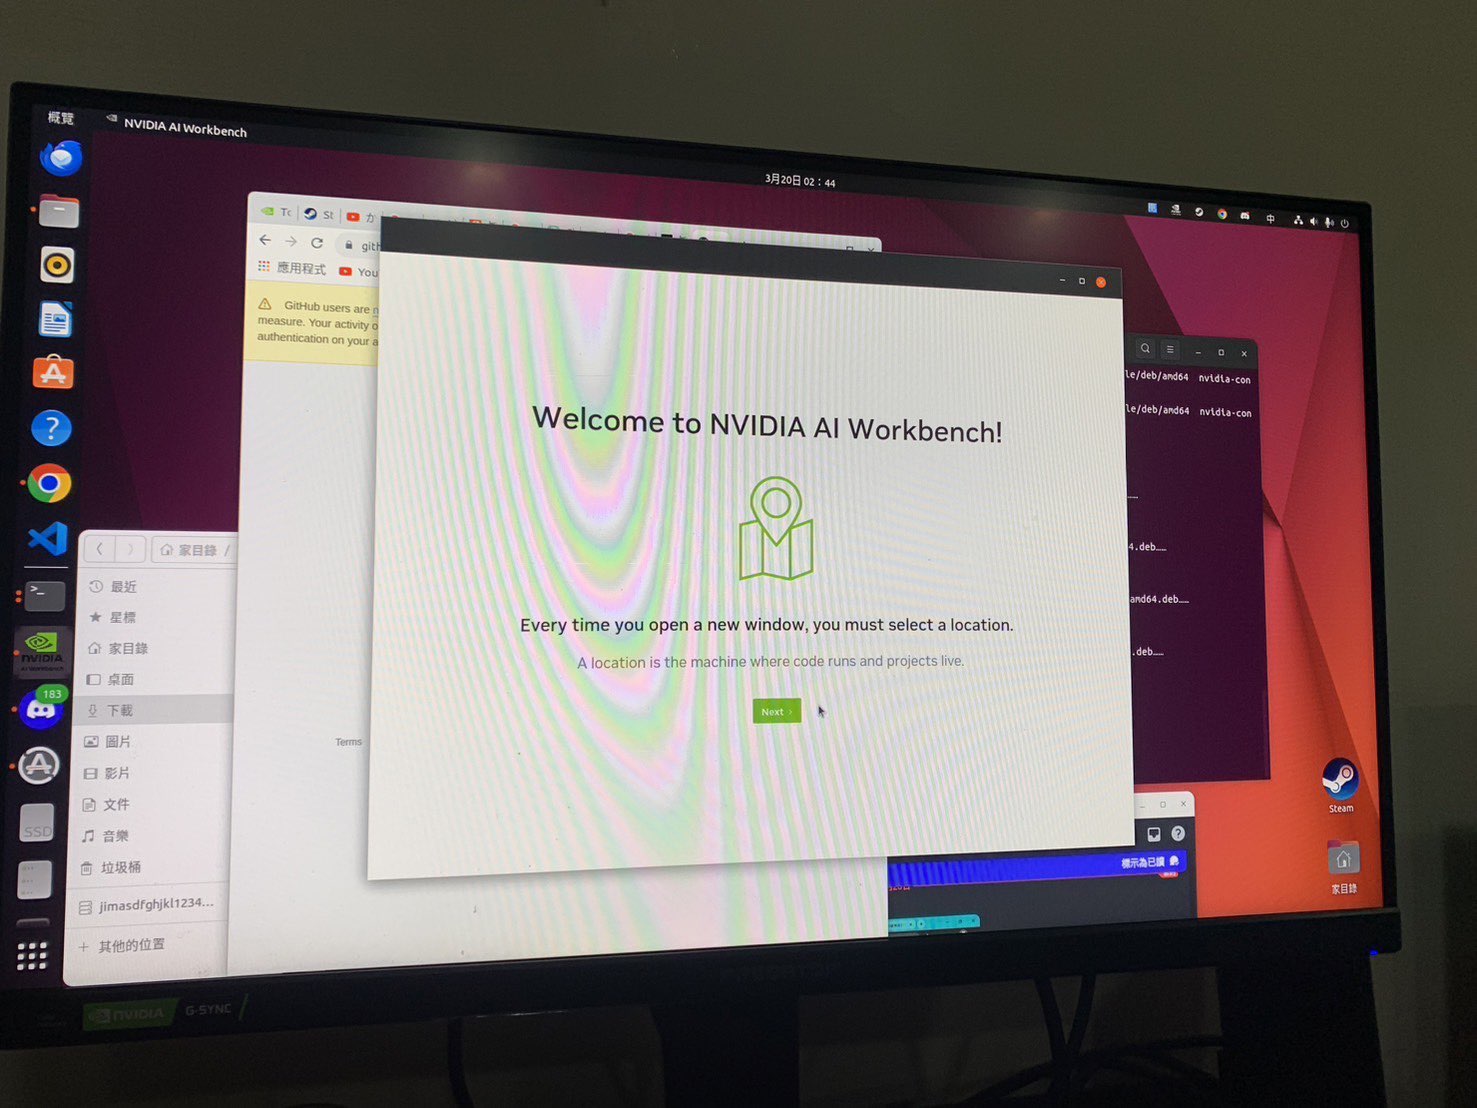 概覽
NVIDIA AI Workbench
3月20日 02：44
中
St
gith
應用程式
You
GitHub users are
measure. Your activity o
authentication on your a
Terms
Welcome to NVIDIA AI Workbench!
Every time you open a new window, you must select a location.
A location is the machine where code runs and projects live.
Next
le/deb/amd64 nvidia-con
le/deb/amd64 nvidia-con
4.deb……
amd64.deb……
.deb……
家目錄 /
最近
星標
家目錄
桌面
下載
圖片
影片
文件
音樂
垃圾桶
jimasdfghjkl1234...
其他的位置
NVIDIA
AI Workbench
183
SSD
標示為已讀
Steam
家目錄
NVIDIA
G-SYNC